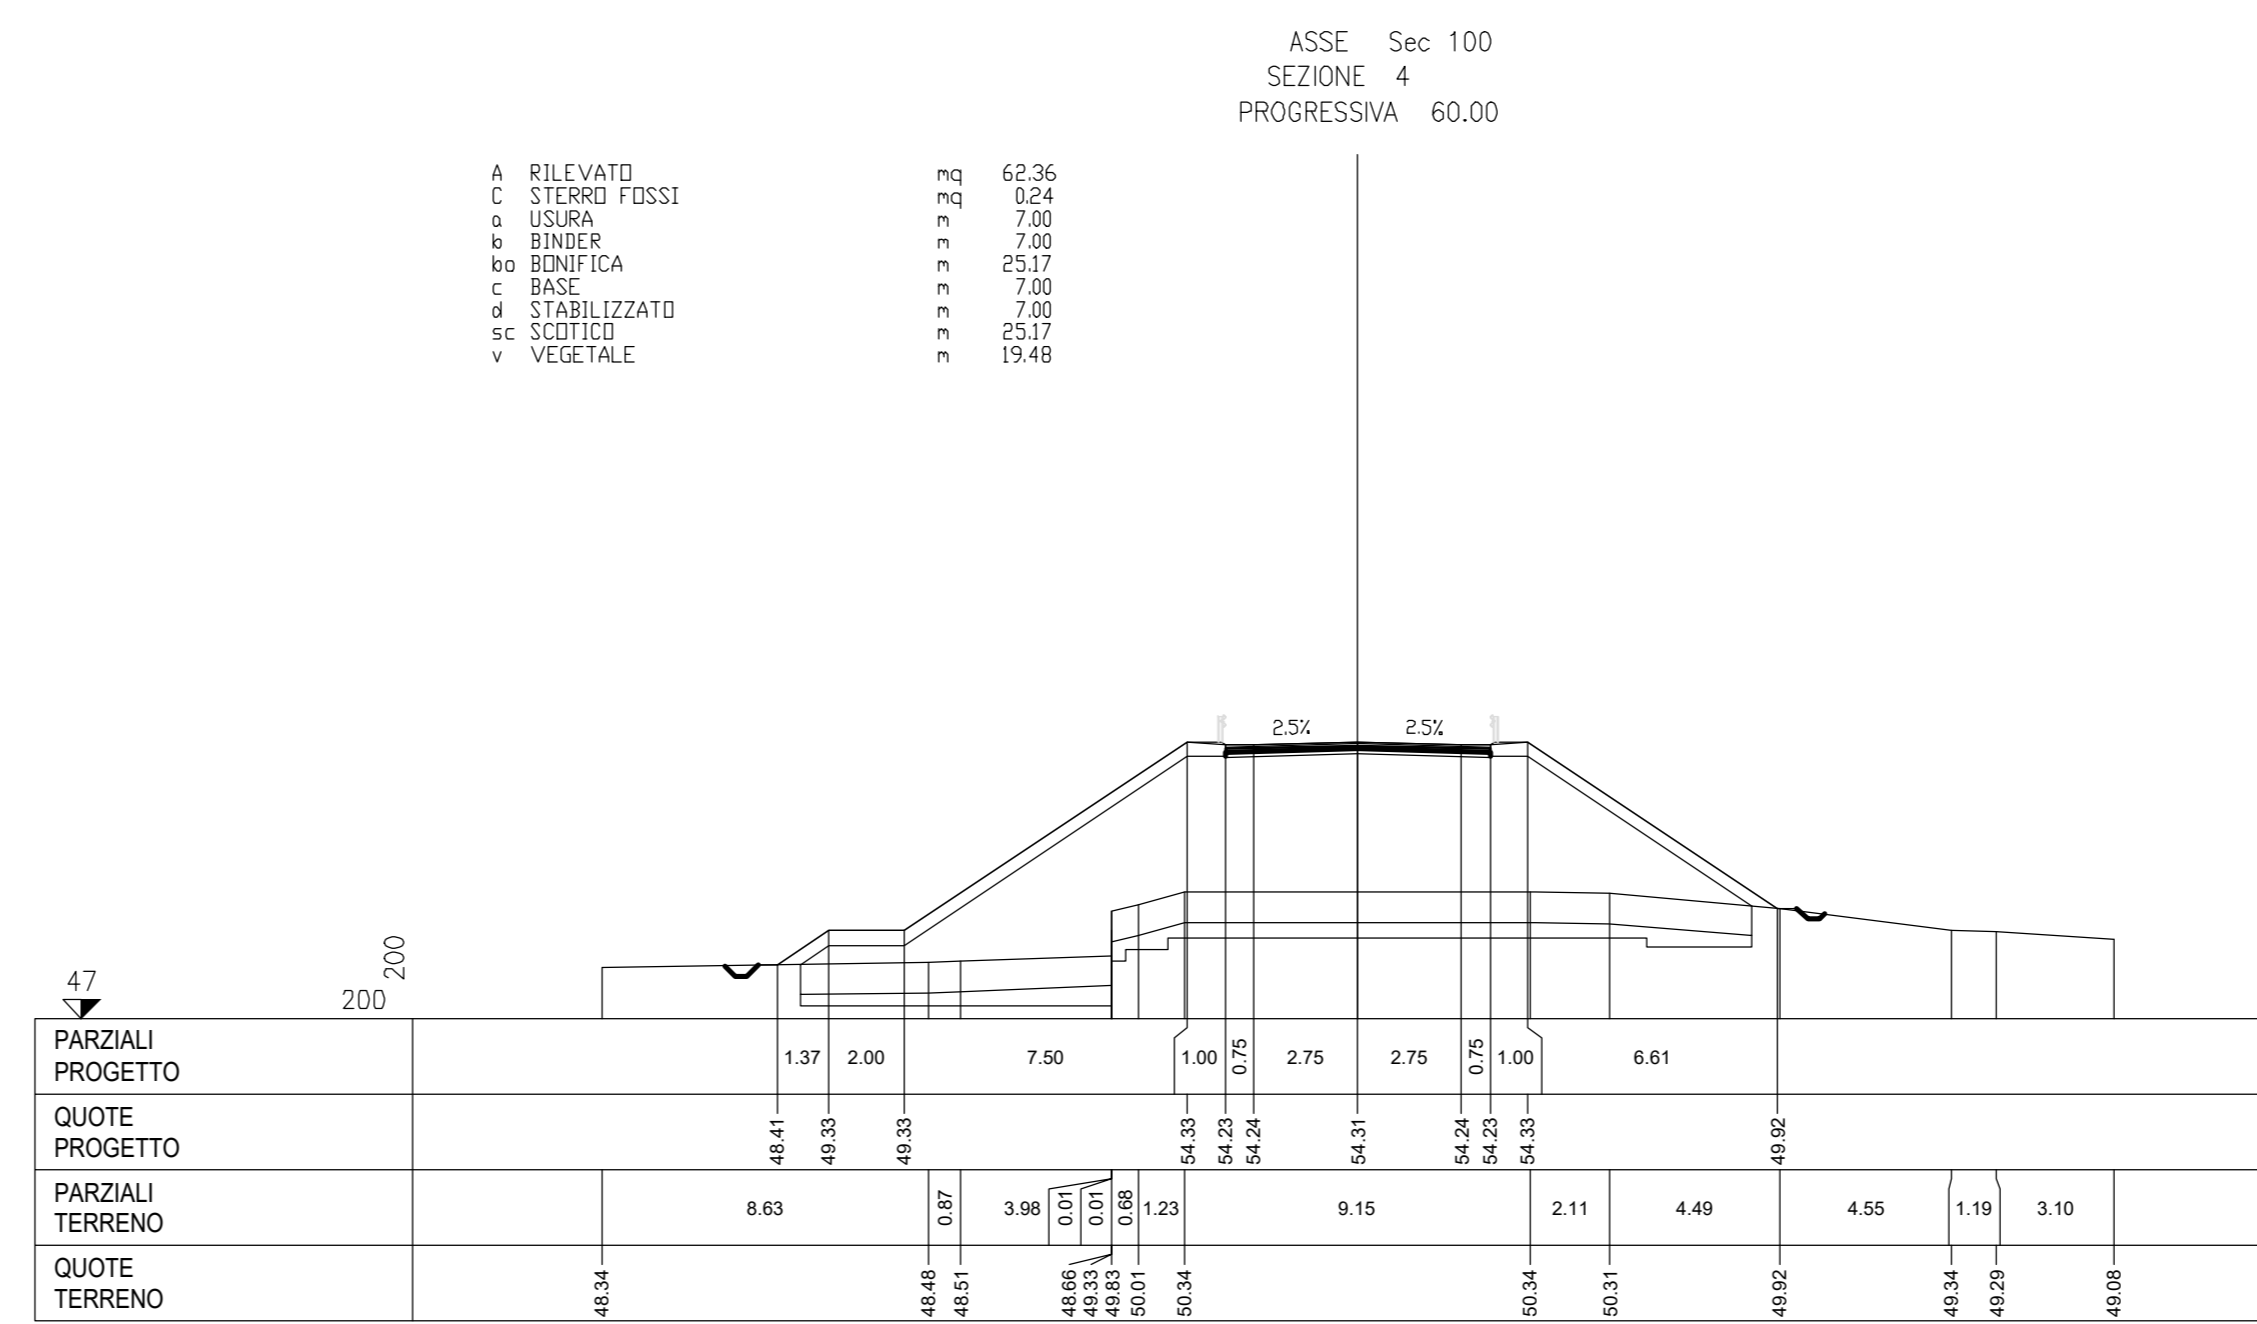 ASSE Sec 100
SEZIONE 4
PROGRESSIVA 60.00
A RILEVATO mq 62.36
C STERRO FOSSI mq 0.24
a USURA m 7.00
b BINDER m 7.00
bo BONIFICA m 25.17
c BASE m 7.00
d STABILIZZATO m 7.00
sc SCOTICO m 25.17
v VEGETALE m 19.48
2.5% 2.5%
47
200
200
PARZIALI
PROGETTO
1.37 2.00 7.50 1.00 0.75 2.75 2.75 0.75 1.00 6.61
QUOTE
PROGETTO
48.41 49.33 49.33 54.33 54.23 54.24 54.31 54.24 54.23 54.33 49.92
PARZIALI
TERRENO
8.63 0.87 3.98 0.01 0.01 0.68 1.23 9.15 2.11 4.49 4.55 1.19 3.10
QUOTE
TERRENO
48.34 48.48 48.51 48.66 49.33 49.83 50.01 50.34 50.34 50.31 49.92 49.34 49.29 49.08